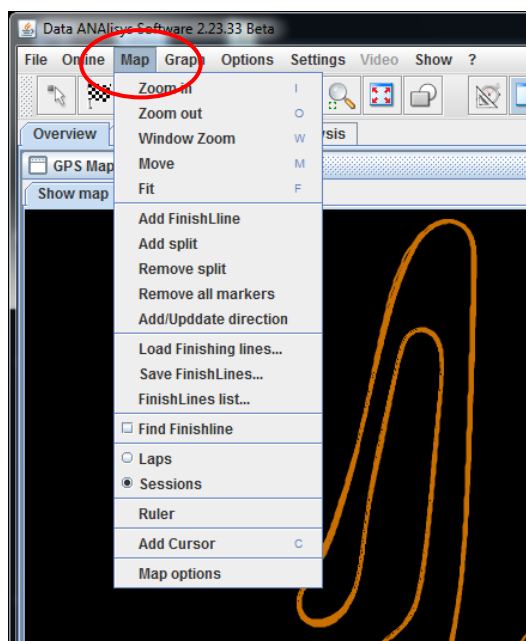 Data ANAlisys Software 2.23.33 Beta
File Online Map Graph Options Settings Video Show ?
Zoom in I
Zoom out O
Overview
Window Zoom W
GPS Map
Move M
Show map
Fit F
Add FinishLline
Add split
Remove split
Remove all markers
Add/Upddate direction
Load Finishing lines...
Save FinishLines...
FinishLines list...
Find Finishline
Laps
Sessions
Ruler
Add Cursor C
Map options